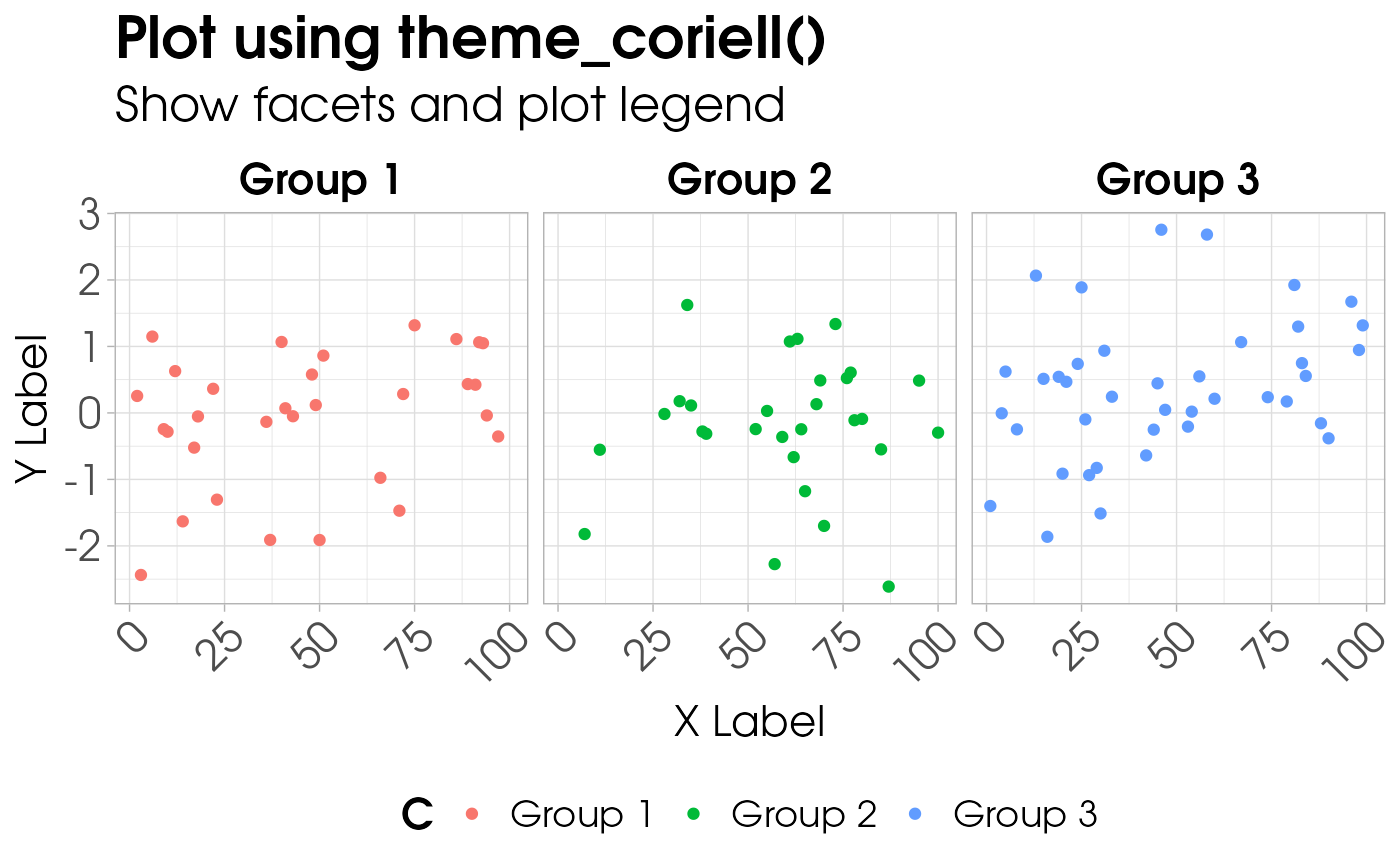 Plot using theme_coriell()
Show facets and plot legend
Group 1 Group 2 Group 3
Y Label
3
2
1
0
-1
-2
0 25 50 75 100 0 25 50 75 100 0 25 50 75 100
X Label
C Group 1 Group 2 Group 3